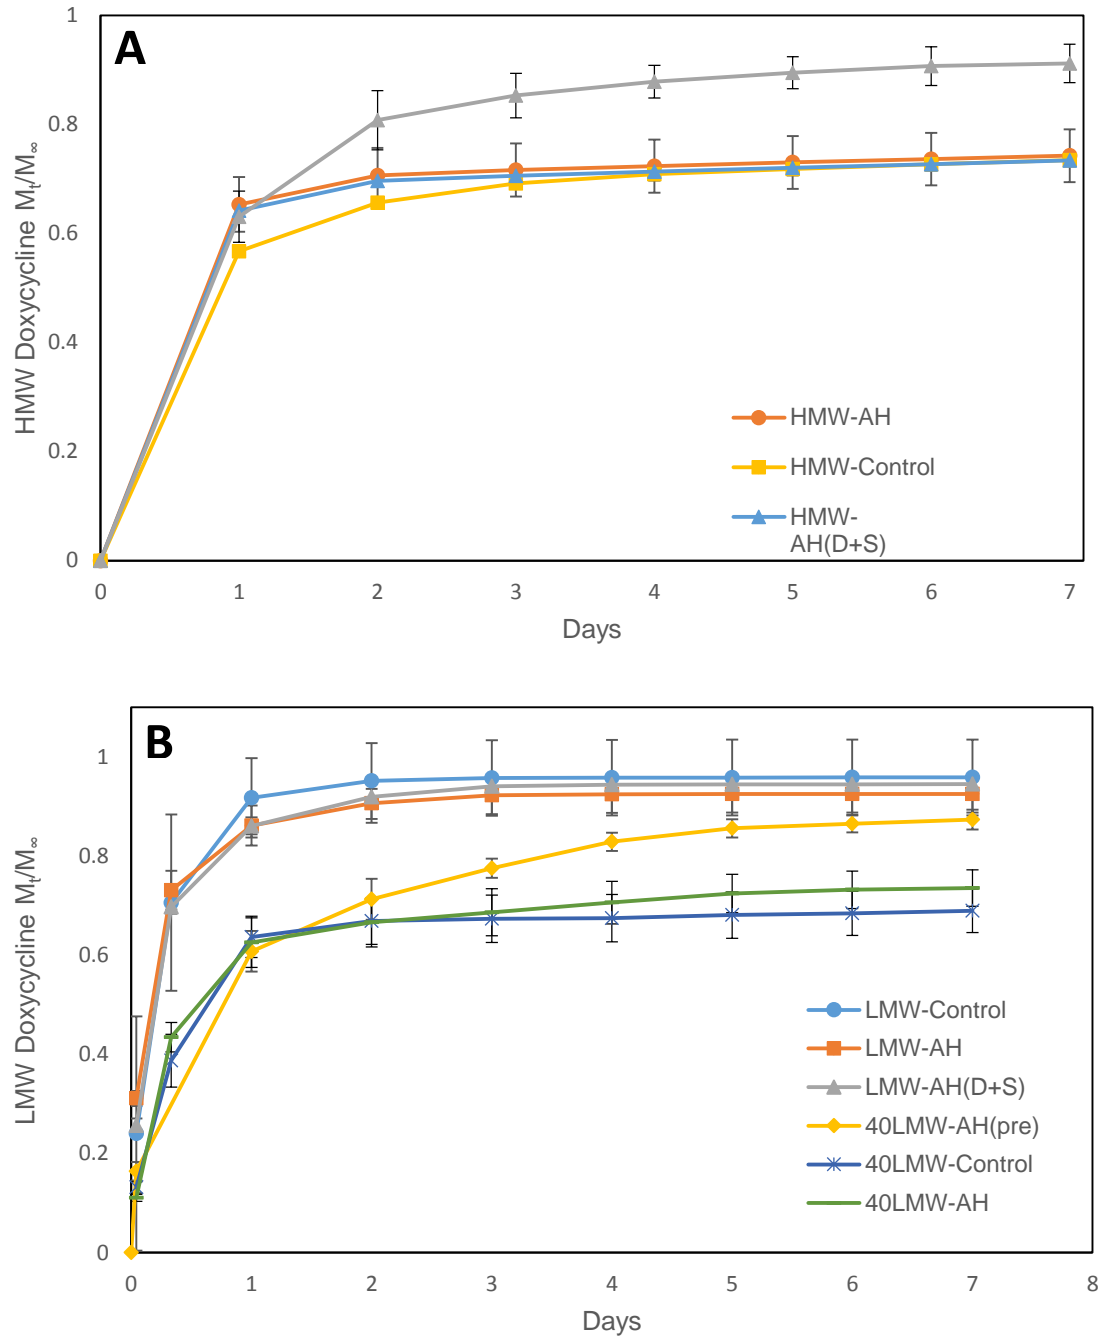 A
HMW Doxycline Mt/M∞
1
0.8
0.6
0.4
0.2
0
HMW-AH
HMW-Control
HMW-
AH(D+S)
0 1 2 3 4 5 6 7
Days
B
LMW Doxycycline Mt/M∞
1
0.8
0.6
0.4
0.2
0
LMW-Control
LMW-AH
LMW-AH(D+S)
40LMW-AH(pre)
40LMW-Control
40LMW-AH
0 1 2 3 4 5 6 7 8
Days